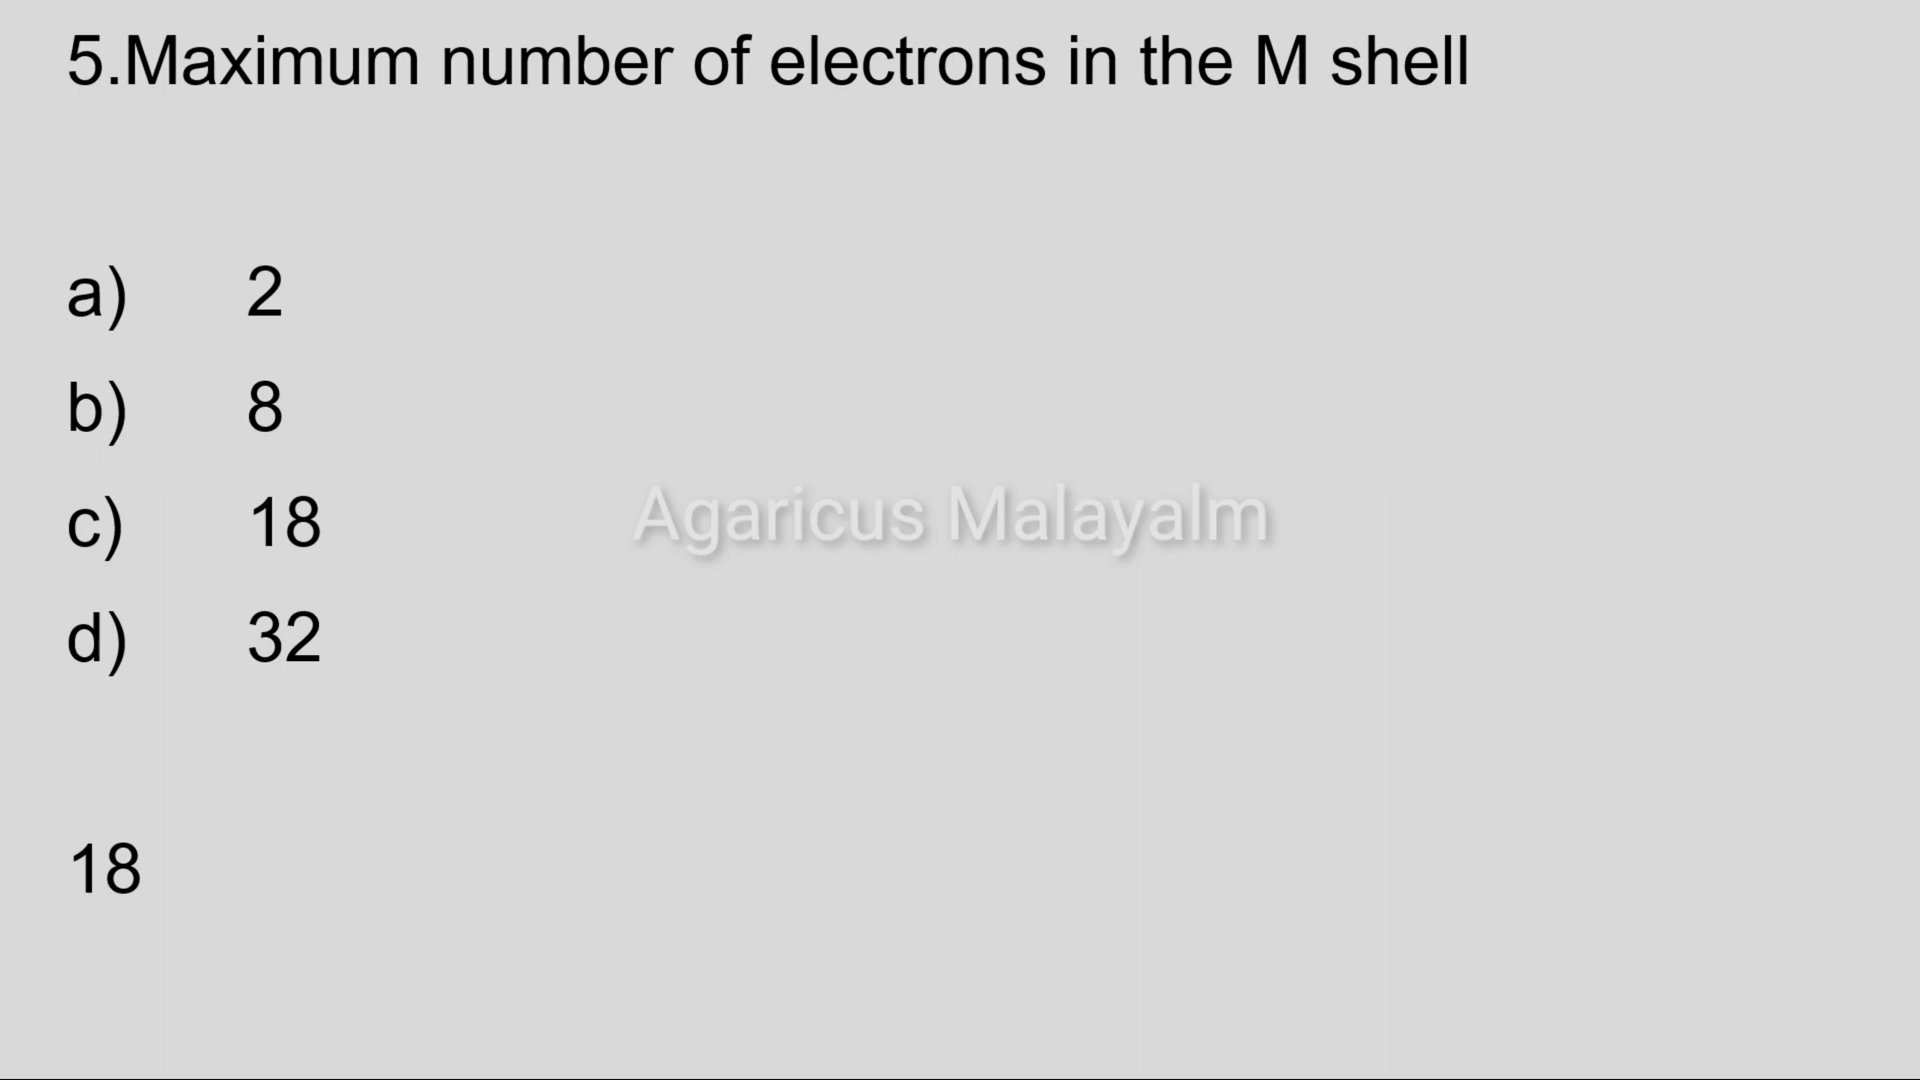 5.Maximum number of electrons in the M shell
a) 2
b) 8
c) 18
Agaricus Malayalm
d) 32
18